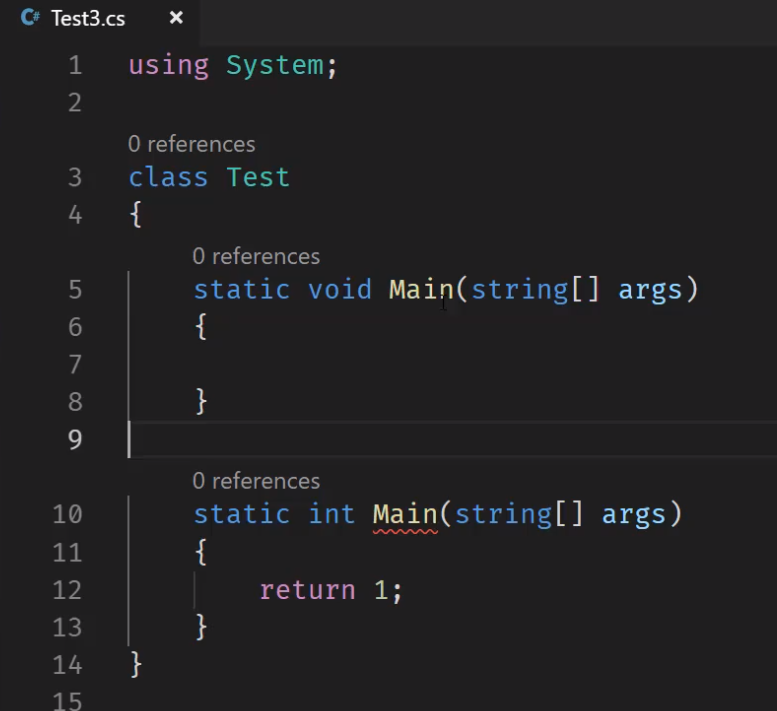 C# Test3.cs ×
1 using System;
2
0 references
3 class Test
4 {
0 references
5 static void Main(string[] args)
6 {
7
8 }
9
0 references
10 static int Main(string[] args)
11 {
12 return 1;
13 }
14 }
15